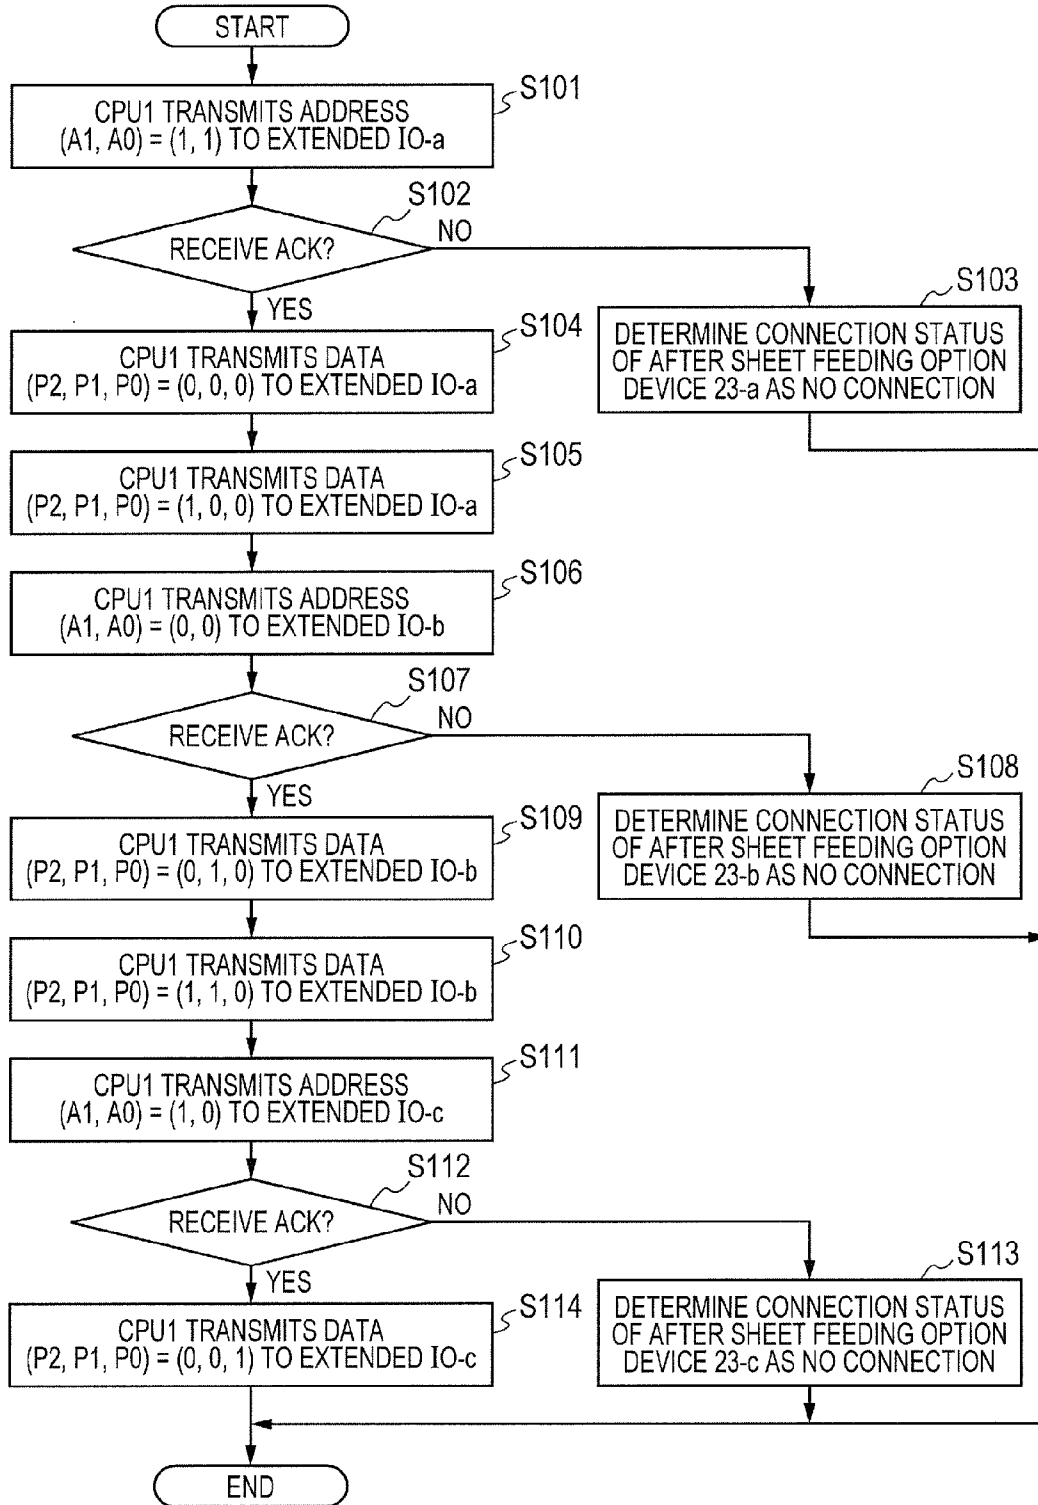 START
S101
CPU1 TRANSMITS ADDRESS
(A1, A0) = (1, 1) TO EXTENDED IO-a
S102
RECEIVE ACK?
NO
YES
S103
DETERMINE CONNECTION STATUS
OF AFTER SHEET FEEDING OPTION
DEVICE 23-a AS NO CONNECTION
S104
CPU1 TRANSMITS DATA
(P2, P1, P0) = (0, 0, 0) TO EXTENDED IO-a
S105
CPU1 TRANSMITS DATA
(P2, P1, P0) = (1, 0, 0) TO EXTENDED IO-a
S106
CPU1 TRANSMITS ADDRESS
(A1, A0) = (0, 0) TO EXTENDED IO-b
S107
RECEIVE ACK?
NO
YES
S108
DETERMINE CONNECTION STATUS
OF AFTER SHEET FEEDING OPTION
DEVICE 23-b AS NO CONNECTION
S109
CPU1 TRANSMITS DATA
(P2, P1, P0) = (0, 1, 0) TO EXTENDED IO-b
S110
CPU1 TRANSMITS DATA
(P2, P1, P0) = (1, 1, 0) TO EXTENDED IO-b
S111
CPU1 TRANSMITS ADDRESS
(A1, A0) = (1, 0) TO EXTENDED IO-c
S112
RECEIVE ACK?
NO
YES
S113
DETERMINE CONNECTION STATUS
OF AFTER SHEET FEEDING OPTION
DEVICE 23-c AS NO CONNECTION
S114
CPU1 TRANSMITS DATA
(P2, P1, P0) = (0, 0, 1) TO EXTENDED IO-c
END